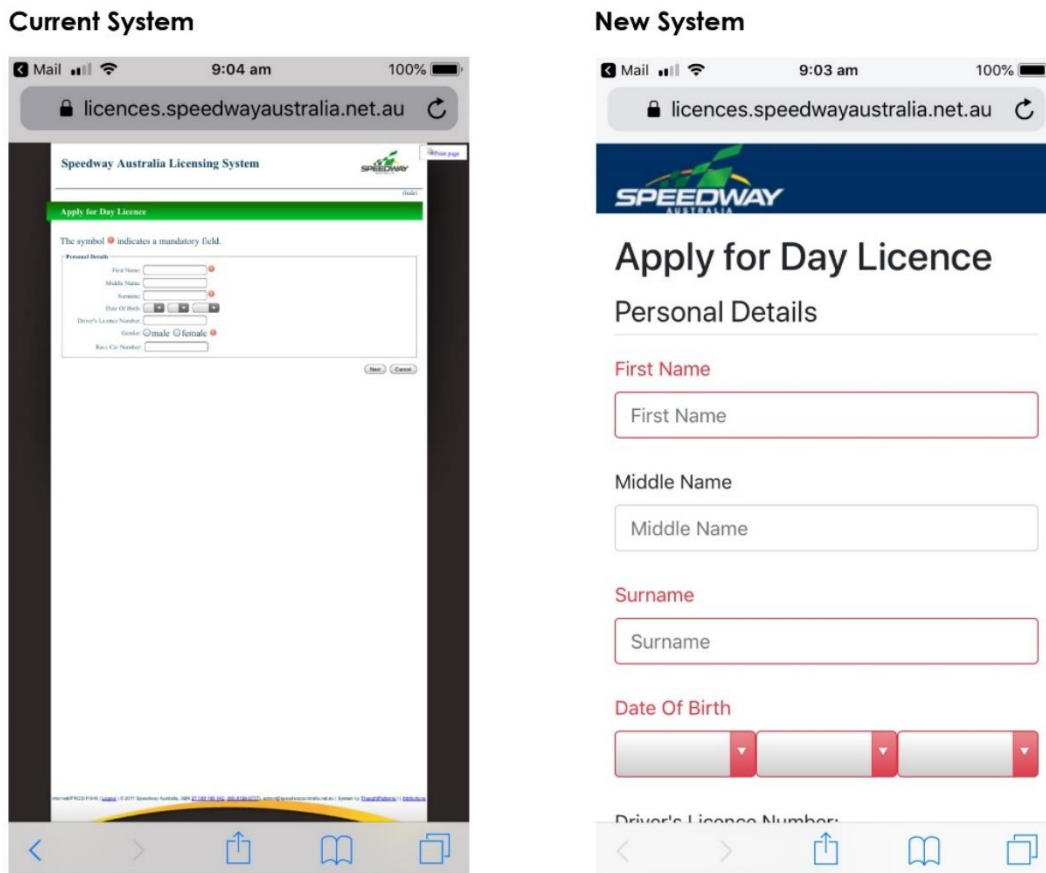 Current System
Mail 9:04 am 100%
licences.speedwayaustralia.net.au
Speedway Australia Licensing System
SPEEDWAY
Print page
Apply for Day Licence
The symbol indicates a mandatory field.
Personal Details
First Name:
Middle Name:
Surname:
Date Of Birth:
Driver's Licence Number:
Gender: male female
Race Car Number:
Next Cancel
New System
Mail 9:03 am 100%
licences.speedwayaustralia.net.au
SPEEDWAY
AUSTRALIA
Apply for Day Licence
Personal Details
First Name
First Name
Middle Name
Middle Name
Surname
Surname
Date Of Birth
Driver's Licence Number: